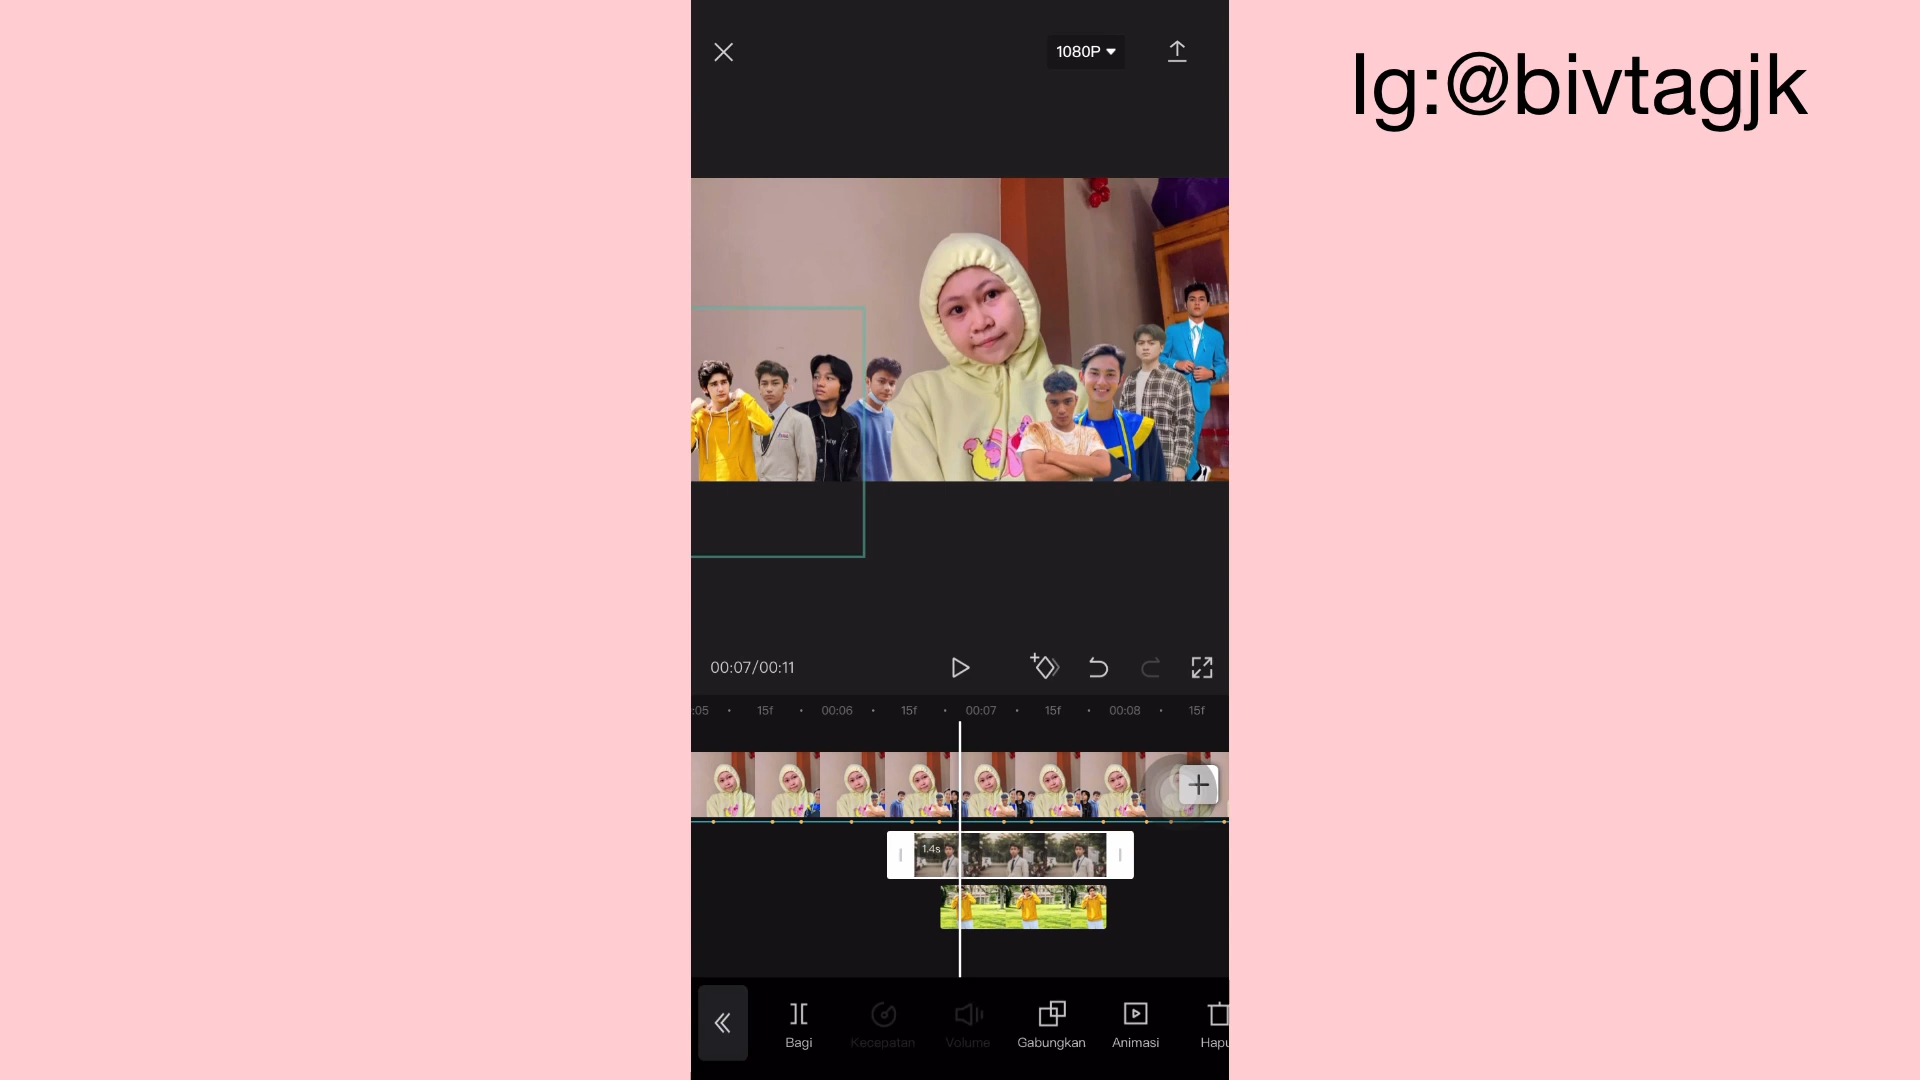 1080P
Ig:@bivtagjk
00:07/00:11
:05 15f 00:06 15f 00:07 15f 00:08 15f
1.4s
Bagi Kecepatan Volume Gabungkan Animasi Hapu